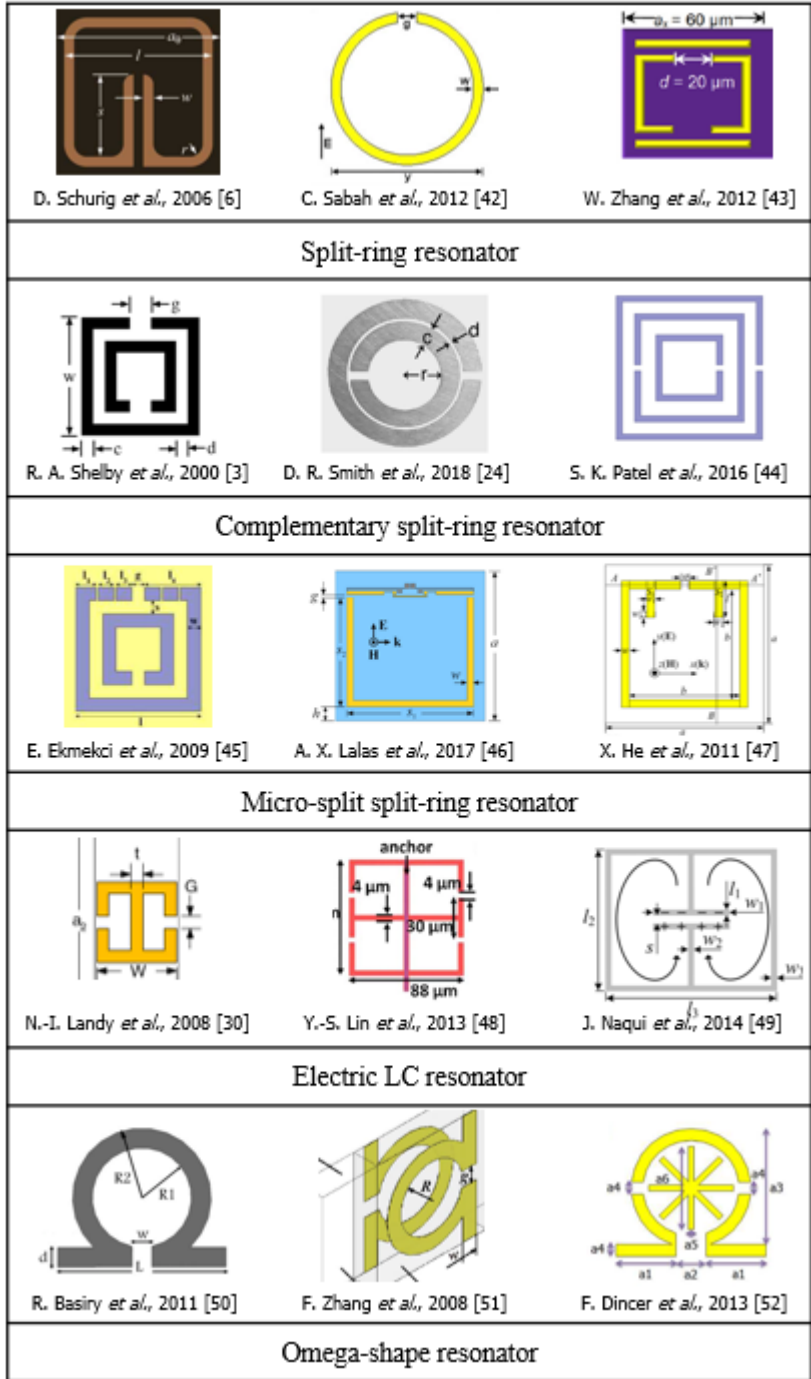 a₀
l
s
w
r
g
w
m
y
aₓ = 60 μm
d = 20 μm
D. Schurig et al., 2006 [6] C. Sabah et al., 2012 [42] W. Zhang et al., 2012 [43]
Split-ring resonator
g
w
c
d
c
d
r
R. A. Shelby et al., 2000 [3] D. R. Smith et al., 2018 [24] S. K. Patel et al., 2016 [44]
Complementary split-ring resonator
g
s
w
l
g
E
k
H
s₂
s₁
w
a
h
A
B'
A'
x(E)
z(H)
x(k)
b
b
B
a
a
E. Ekmekci et al., 2009 [45] A. X. Lalas et al., 2017 [46] X. He et al., 2011 [47]
Micro-split split-ring resonator
t
G
W
anchor
4 μm
4 μm
n
30 μm
88 μm
l₁
w₁
l₂
s
w₂
w₁
l₃
N.-I. Landy et al., 2008 [30] Y.-S. Lin et al., 2013 [48] J. Naqui et al., 2014 [49]
Electric LC resonator
R2
R1
w
d
L
R
g
w
a6
a4
a4
a3
a5
a4
a1
a2
a1
R. Basiry et al., 2011 [50] F. Zhang et al., 2008 [51] F. Dincer et al., 2013 [52]
Omega-shape resonator